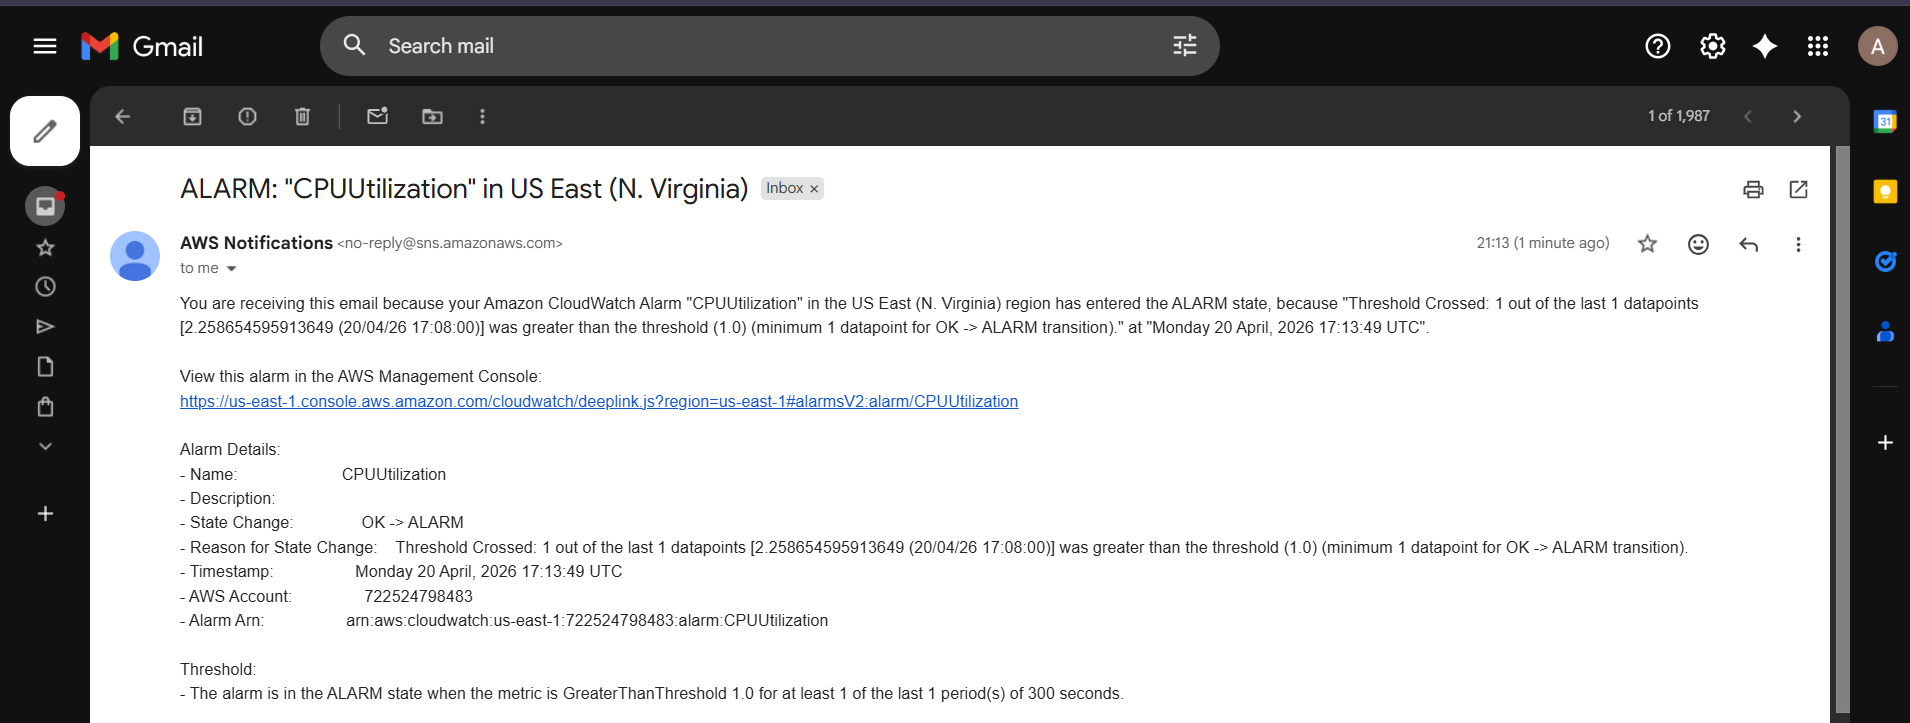 Gmail
Search mail
A
1 of 1,987
31
ALARM: "CPUUtilization" in US East (N. Virginia) Inbox ×
AWS Notifications <no-reply@sns.amazonaws.com>
21:13 (1 minute ago)
to me
You are receiving this email because your Amazon CloudWatch Alarm "CPUUtilization" in the US East (N. Virginia) region has entered the ALARM state, because "Threshold Crossed: 1 out of the last 1 datapoints
[2.258654595913649 (20/04/26 17:08:00)] was greater than the threshold (1.0) (minimum 1 datapoint for OK -> ALARM transition)." at "Monday 20 April, 2026 17:13:49 UTC".
View this alarm in the AWS Management Console:
https://us-east-1.console.aws.amazon.com/cloudwatch/deeplink.js?region=us-east-1#alarmsV2:alarm/CPUUtilization
Alarm Details:
- Name: CPUUtilization
- Description:
- State Change: OK -> ALARM
- Reason for State Change: Threshold Crossed: 1 out of the last 1 datapoints [2.258654595913649 (20/04/26 17:08:00)] was greater than the threshold (1.0) (minimum 1 datapoint for OK -> ALARM transition).
- Timestamp: Monday 20 April, 2026 17:13:49 UTC
- AWS Account: 722524798483
- Alarm Arn: arn:aws:cloudwatch:us-east-1:722524798483:alarm:CPUUtilization
Threshold:
- The alarm is in the ALARM state when the metric is GreaterThanThreshold 1.0 for at least 1 of the last 1 period(s) of 300 seconds.